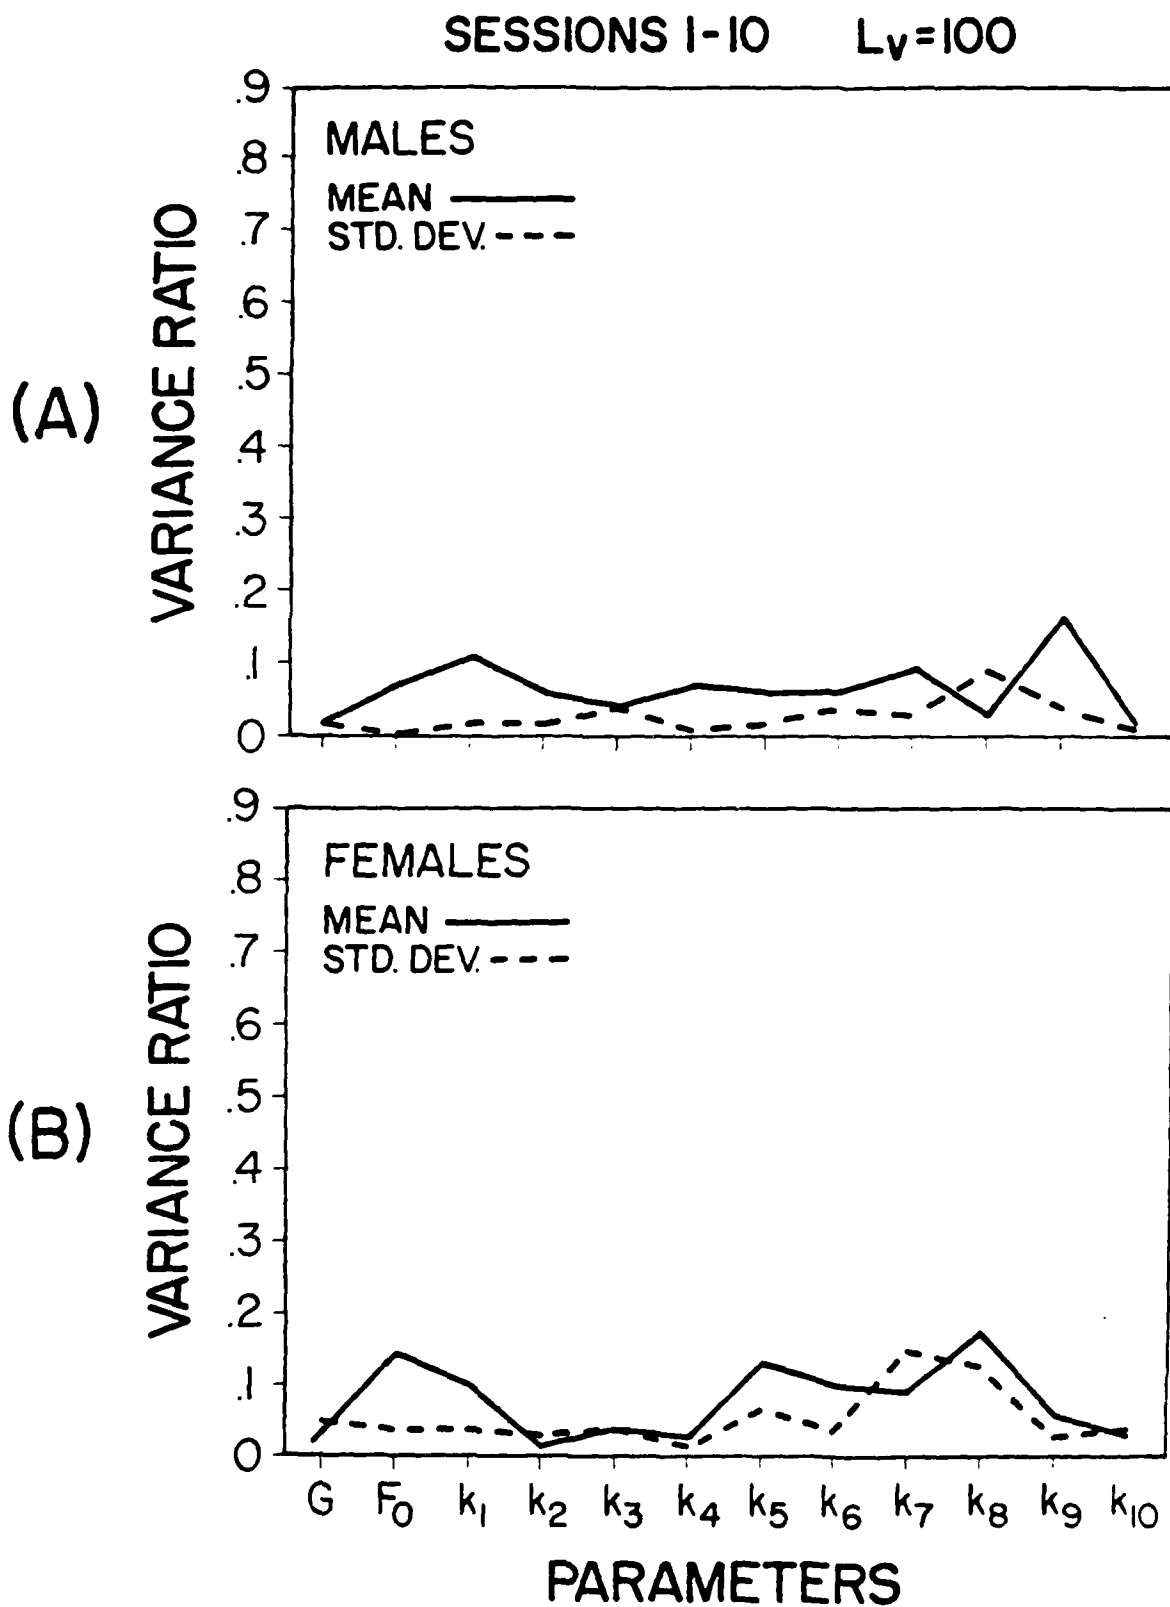 SESSIONS 1-10 Lv=100
(A)
VARIANCE RATIO
.9
.8
.7
.6
.5
.4
.3
.2
.1
0
MALES
MEAN
STD. DEV.
(B)
VARIANCE RATIO
.9
.8
.7
.6
.5
.4
.3
.2
.1
0
FEMALES
MEAN
STD. DEV.
G F0 k1 k2 k3 k4 k5 k6 k7 k8 k9 k10
PARAMETERS